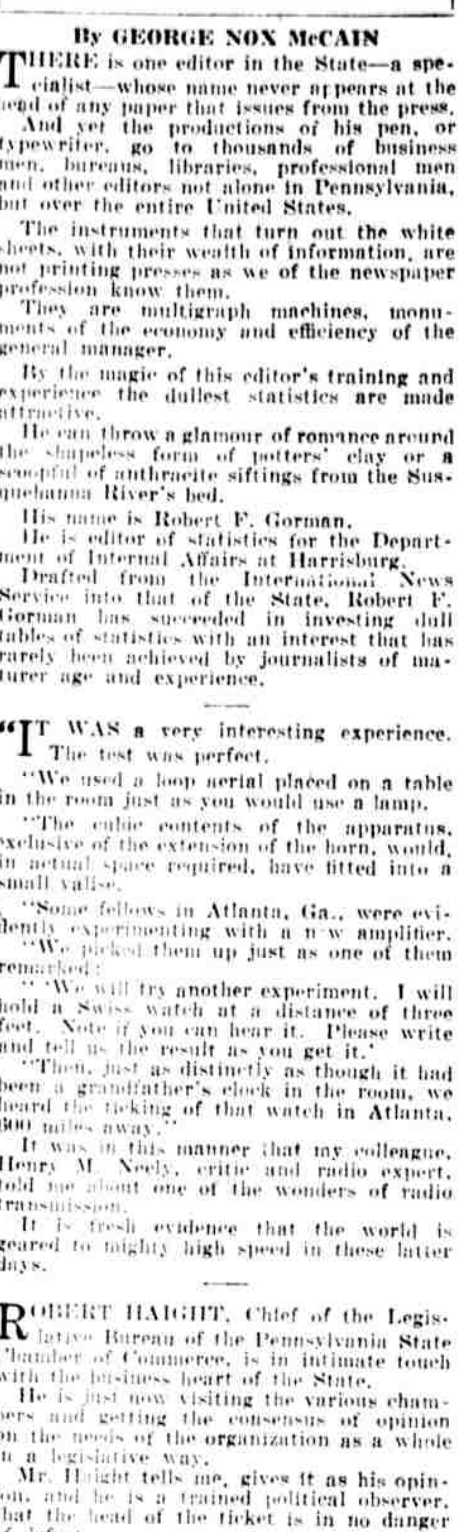 By GEORGE NOX McCAIN
THERE is one editor in the State—a spe-
cialist—whose name never appears at the
head of any paper that issues from the press.
And yet the productions of his pen, or
typewriter, go to thousands of business
men, bureaus, libraries, professional men
and other editors not alone in Pennsylvania,
but over the entire United States.
The instruments that turn out the white
sheets, with their wealth of information, are
not printing presses as we of the newspaper
profession know them.
They are multigraph machines, monu-
ments of the economy and efficiency of the
general manager.
By the magic of this editor's training and
experience the dullest statistics are made
attractive.
He can throw a glamour of romance around
the shapeless form of potters' clay or a
scoopful of anthracite siftings from the Sus-
quehanna River's bed.
His name is Robert F. Gorman.
He is editor of statistics for the Depart-
ment of Internal Affairs at Harrisburg.
Drafted from the International News
Service into that of the State, Robert F.
Gorman has succeeded in investing dull
tables of statistics with an interest that has
rarely been achieved by journalists of ma-
turer age and experience.
"IT WAS a very interesting experience.
The test was perfect.
"We used a loop aerial placed on a table
in the room just as you would use a lamp.
"The cubic contents of the apparatus,
exclusive of the extension of the horn, would,
in actual space required, have fitted into a
small valise.
"Some fellows in Atlanta, Ga., were evi-
dently experimenting with a new amplifier.
"We picked them up just as one of them
remarked:
" 'We will try another experiment. I will
hold a Swiss watch at a distance of three
feet. Note if you can hear it. Please write
and tell us the result as you get it.'
"Then, just as distinctly as though it had
been a grandfather's clock in the room, we
heard the ticking of that watch in Atlanta,
800 miles away."
It was in this manner that my colleague,
Henry M. Neely, critic and radio expert,
told me about one of the wonders of radio
transmission.
It is fresh evidence that the world is
geared to mighty high speed in these latter
days.
ROBERT HAIGHT, Chief of the Legis-
lative Bureau of the Pennsylvania State
Chamber of Commerce, is in intimate touch
with the business heart of the State.
He is just now visiting the various cham-
bers and getting the consensus of opinion
on the needs of the organization as a whole
in a legislative way.
Mr. Haight tells me, gives it as his opin-
ion, and he is a trained political observer,
that the head of the ticket is in no danger